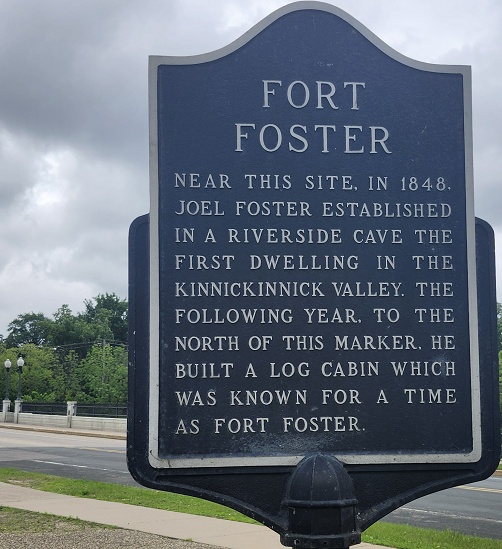 FORT
FOSTER
NEAR THIS SITE, IN 1848,
JOEL FOSTER ESTABLISHED
IN A RIVERSIDE CAVE THE
FIRST DWELLING IN THE
KINNICKINNICK VALLEY. THE
FOLLOWING YEAR, TO THE
NORTH OF THIS MARKER, HE
BUILT A LOG CABIN WHICH
WAS KNOWN FOR A TIME
AS FORT FOSTER.